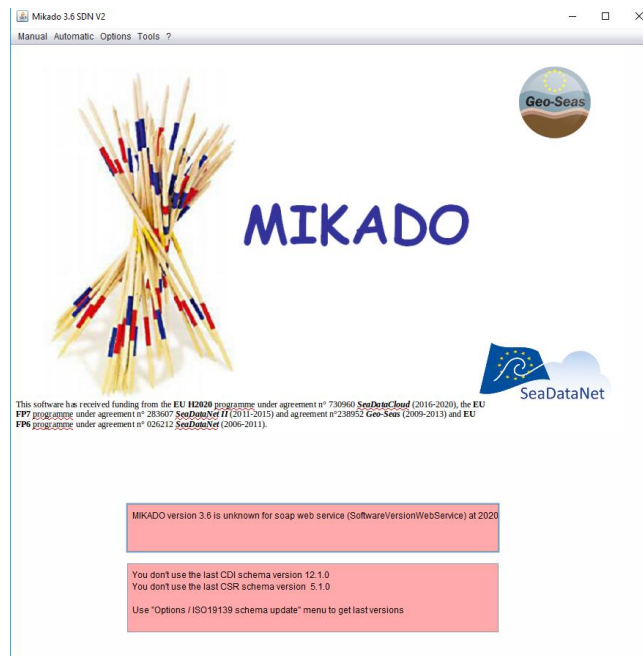 Mikado 3.6 SDN V2
Manual Automatic Options Tools ?
Geo-Seas
MIKADO
SeaDataNet
This software has received funding from the EU H2020 programme under agreement n° 730960 SeaDataCloud (2016-2020), the EU
FP7 programme under agreement n° 283607 SeaDataNet II (2011-2015) and agreement n°238952 Geo-Seas (2009-2013) and EU
FP6 programme under agreement n° 026212 SeaDataNet (2006-2011).
MIKADO version 3.6 is unknown for soap web service (SoftwareVersionWebService) at 2020
You don't use the last CDI schema version 12.1.0
You don't use the last CSR schema version 5.1.0
Use "Options / ISO19139 schema update" menu to get last versions